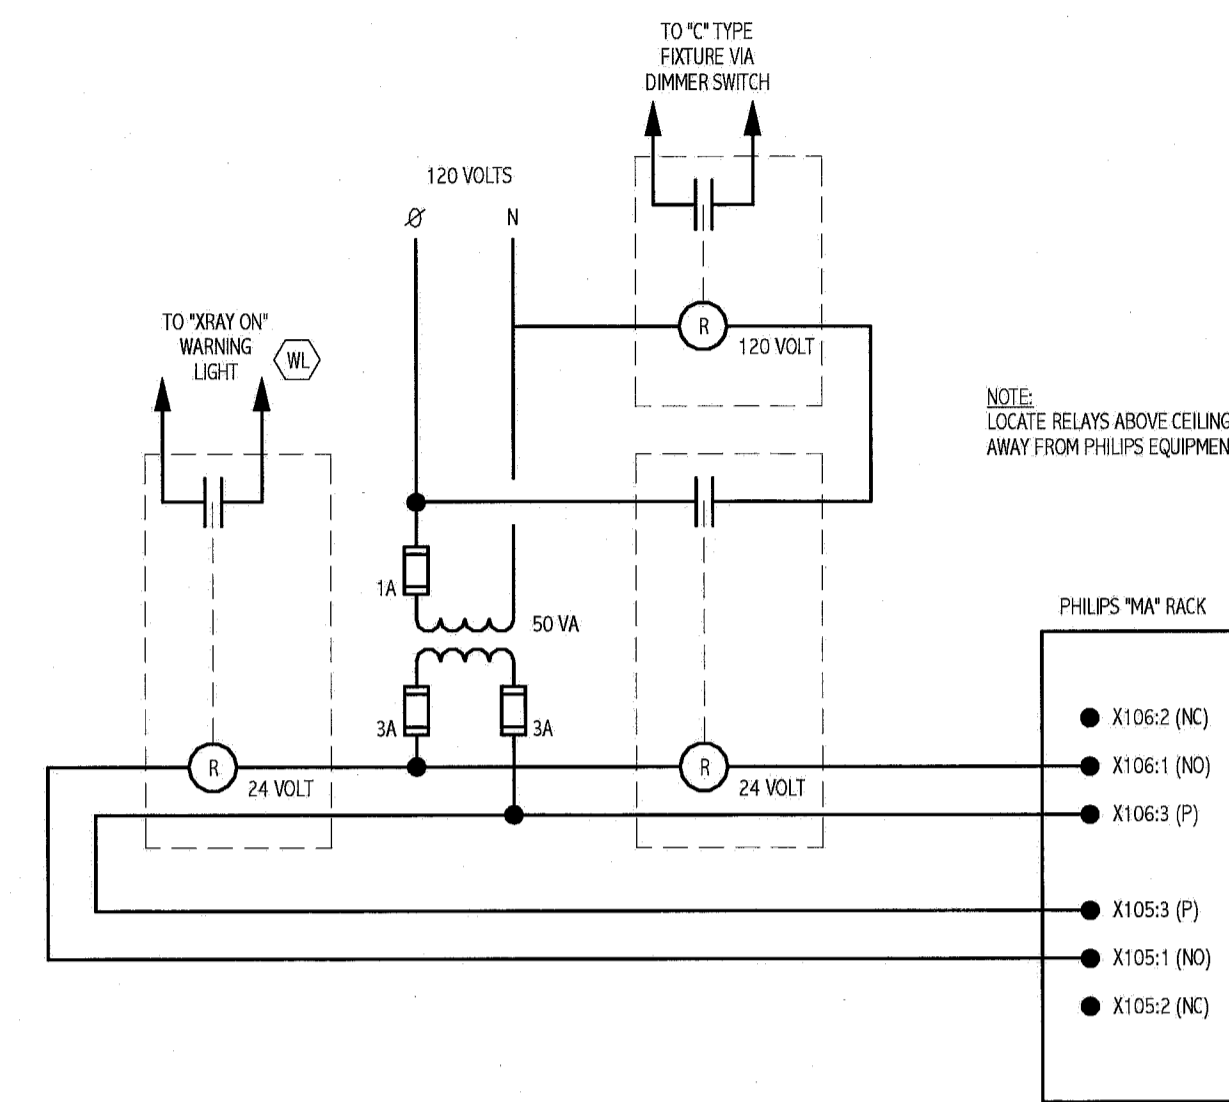 TO "C" TYPE
FIXTURE VIA
DIMMER SWITCH
120 VOLTS
Ø N
R
120 VOLT
TO "XRAY ON"
WARNING
LIGHT
WL
NOTE:
LOCATE RELAYS ABOVE CEILING
AWAY FROM PHILIPS EQUIPMEN
1A
50 VA
3A
3A
R
24 VOLT
R
24 VOLT
PHILIPS "MA" RACK
X106:2 (NC)
X106:1 (NO)
X106:3 (P)
X105:3 (P)
X105:1 (NO)
X105:2 (NC)